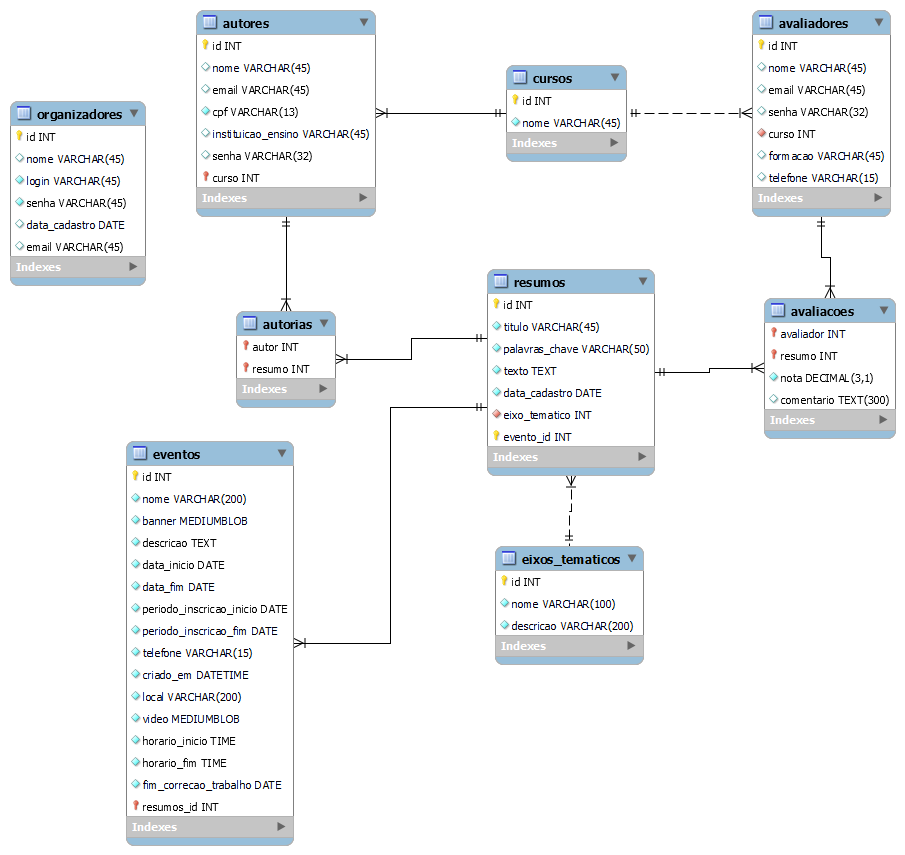 organizadores
id INT
nome VARCHAR(45)
login VARCHAR(45)
senha VARCHAR(45)
data_cadastro DATE
email VARCHAR(45)
Indexes
autores
id INT
nome VARCHAR(45)
email VARCHAR(45)
cpf VARCHAR(13)
instituicao_ensino VARCHAR(45)
senha VARCHAR(32)
curso INT
Indexes
cursos
id INT
nome VARCHAR(45)
Indexes
avaliadores
id INT
nome VARCHAR(45)
email VARCHAR(45)
senha VARCHAR(32)
curso INT
formacao VARCHAR(45)
telefone VARCHAR(15)
Indexes
autorias
autor INT
resumo INT
Indexes
resumos
id INT
titulo VARCHAR(45)
palavras_chave VARCHAR(50)
texto TEXT
data_cadastro DATE
eixo_tematico INT
evento_id INT
Indexes
avaliacoes
avaliador INT
resumo INT
nota DECIMAL(3,1)
comentario TEXT(300)
Indexes
eventos
id INT
nome VARCHAR(200)
banner MEDIUMBLOB
descricao TEXT
data_inicio DATE
data_fim DATE
periodo_inscricao_inicio DATE
periodo_inscricao_fim DATE
telefone VARCHAR(15)
criado_em DATETIME
local VARCHAR(200)
video MEDIUMBLOB
horario_inicio TIME
horario_fim TIME
fim_correcao_trabalho DATE
resumos_id INT
Indexes
eixos_tematicos
id INT
nome VARCHAR(100)
descricao VARCHAR(200)
Indexes